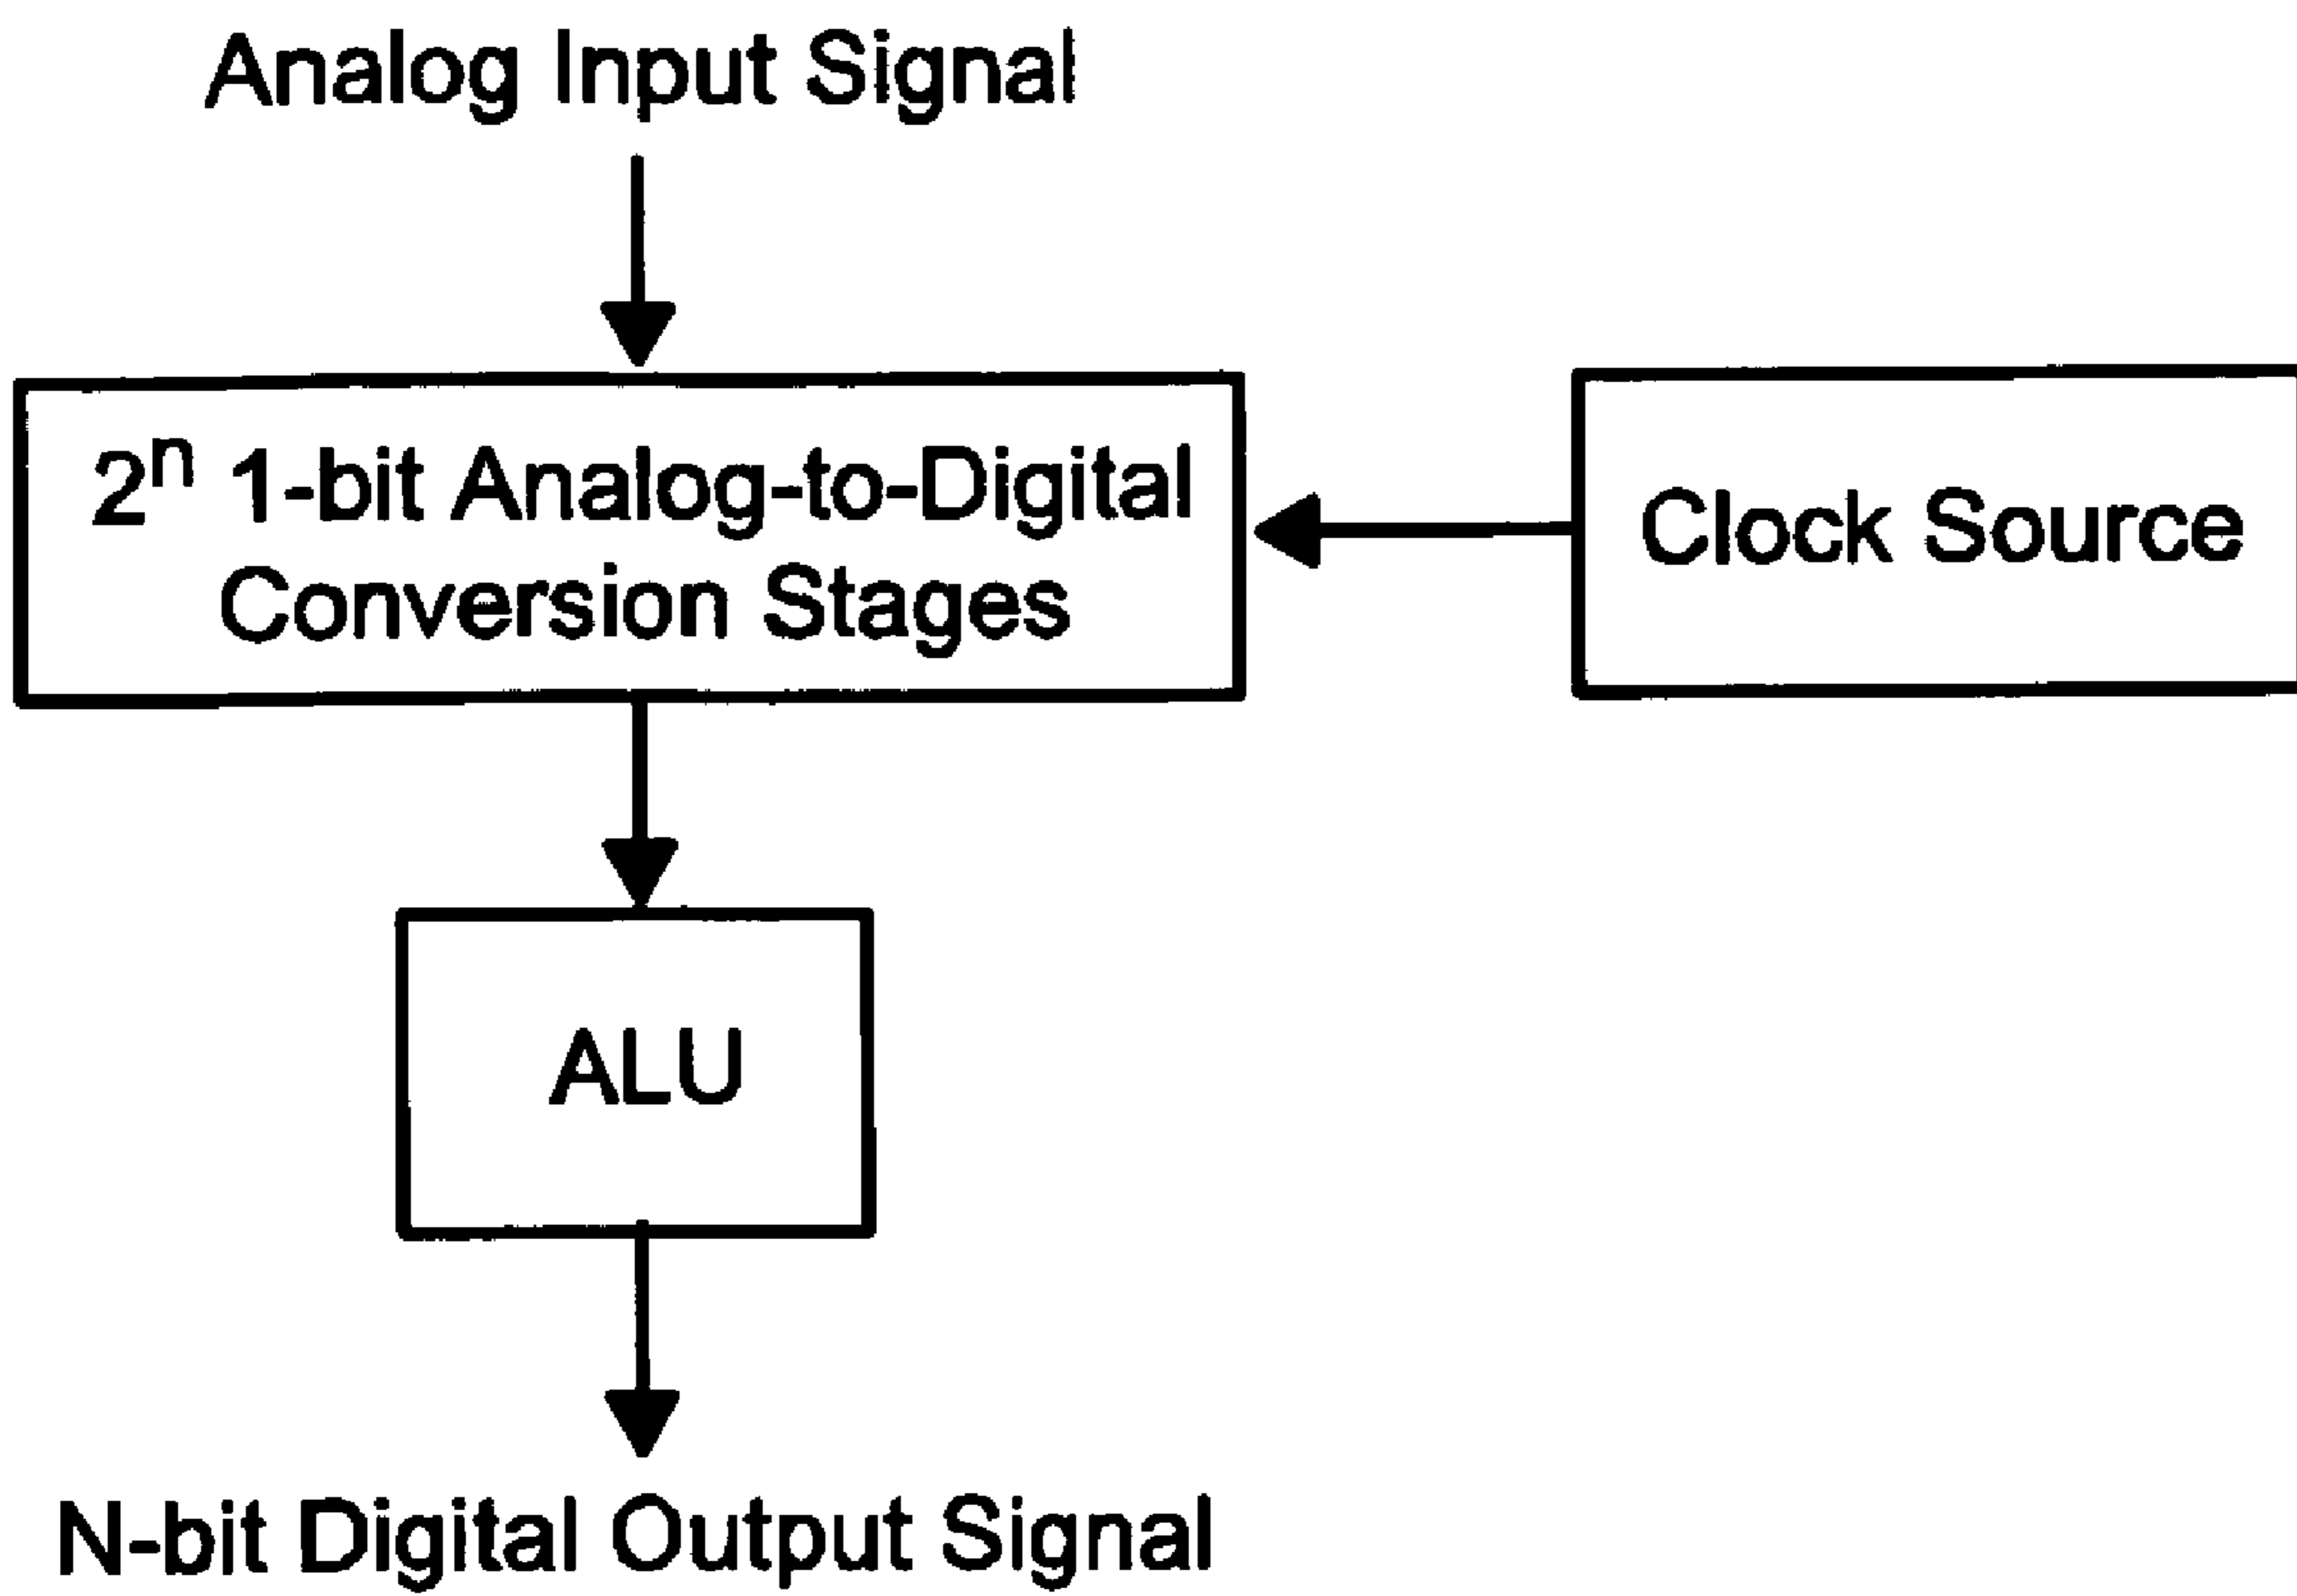 Analog Input Signal
2ⁿ 1-bit Analog-to-Digital
Conversion Stages
Clock Source
ALU
N-bit Digital Output Signal